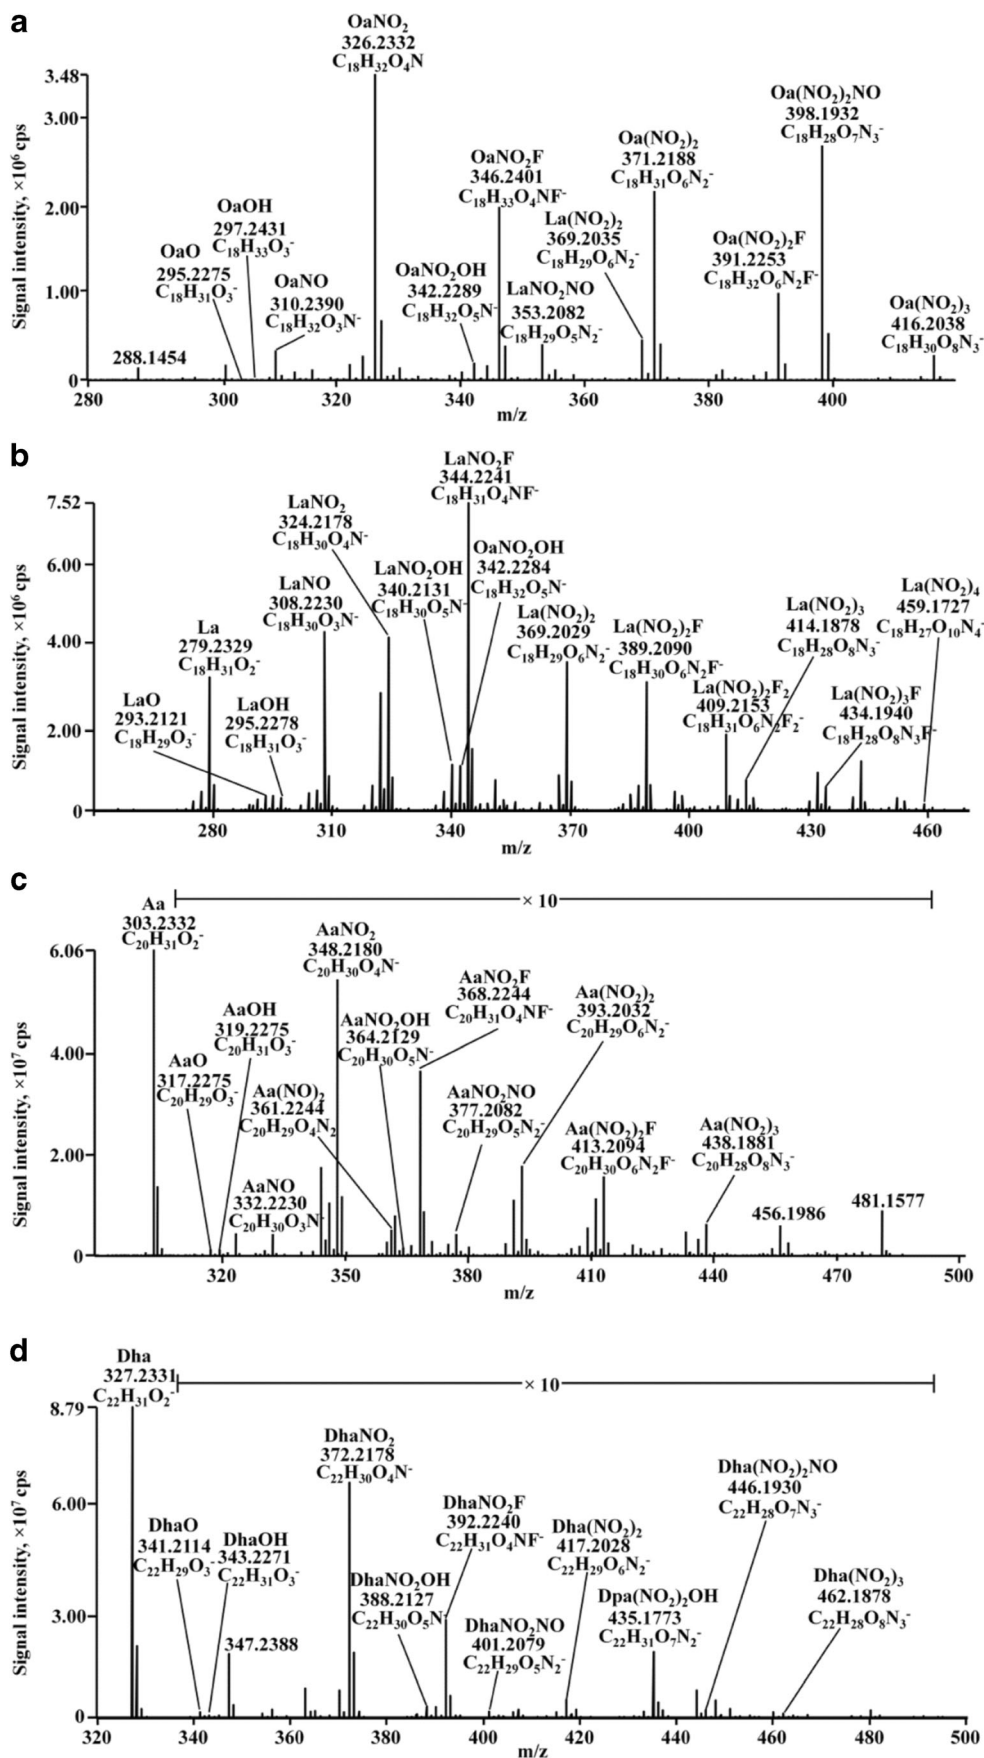 a
OaNO₂
326.2332
C₁₈H₃₂O₄N
3.48
Oa(NO₂)₂NO
398.1932
C₁₈H₂₈O₇N₃⁻
3.00
Oa(NO₂)₂
371.2188
C₁₈H₃₁O₆N₂⁻
OaNO₂F
346.2401
C₁₈H₃₃O₄NF⁻
OaOH
297.2431
C₁₈H₃₃O₃⁻
2.00
La(NO₂)₂
369.2035
C₁₈H₂₉O₆N₂⁻
Oa(NO₂)₂F
391.2253
C₁₈H₃₂O₆N₂F⁻
OaO
295.2275
C₁₈H₃₁O₃⁻
OaNO₂OH
342.2289
C₁₈H₃₂O₅N⁻
OaNO
310.2390
C₁₈H₃₂O₃N⁻
LaNO₂NO
353.2082
C₁₈H₂₉O₅N₂⁻
1.00
Oa(NO₂)₃
416.2038
C₁₈H₃₀O₈N₃⁻
288.1454
0
Signal intensity, ×10⁶ cps
280 300 320 340 360 380 400
m/z
b
LaNO₂F
344.2241
C₁₈H₃₁O₄NF⁻
7.52
LaNO₂
324.2178
C₁₈H₃₀O₄N⁻
OaNO₂OH
342.2284
C₁₈H₃₂O₅N⁻
LaNO₂OH
340.2131
C₁₈H₃₀O₅N⁻
6.00
LaNO
308.2230
C₁₈H₃₀O₃N⁻
La(NO₂)₄
459.1727
C₁₈H₂₇O₁₀N₄⁻
La(NO₂)₂
369.2029
C₁₈H₂₉O₆N₂⁻
La(NO₂)₃
414.1878
C₁₈H₂₈O₈N₃⁻
La
279.2329
C₁₈H₃₁O₂⁻
La(NO₂)₂F
389.2090
C₁₈H₃₀O₆N₂F⁻
4.00
La(NO₂)₂F₂
409.2153
C₁₈H₃₁O₆N₂F₂⁻
La(NO₂)₃F
434.1940
C₁₈H₂₈O₈N₃F⁻
LaO
293.2121
C₁₈H₂₉O₃⁻
LaOH
295.2278
C₁₈H₃₁O₃⁻
2.00
0
Signal intensity, ×10⁶ cps
280 310 340 370 400 430 460
m/z
c
× 10
Aa
303.2332
C₂₀H₃₁O₂⁻
6.06
AaNO₂
348.2180
C₂₀H₃₀O₄N⁻
AaNO₂F
368.2244
C₂₀H₃₁O₄NF⁻
Aa(NO₂)₂
393.2032
C₂₀H₂₉O₆N₂⁻
AaOH
319.2275
C₂₀H₃₁O₃⁻
AaNO₂OH
364.2129
C₂₀H₃₀O₅N⁻
4.00
AaO
317.2275
C₂₀H₂₉O₃⁻
Aa(NO)₂
361.2244
C₂₀H₂₉O₄N₂
AaNO₂NO
377.2082
C₂₀H₂₉O₅N₂⁻
Aa(NO₂)₂F
413.2094
C₂₀H₃₀O₆N₂F⁻
Aa(NO₂)₃
438.1881
C₂₀H₂₈O₈N₃⁻
2.00
AaNO
332.2230
C₂₀H₃₀O₃N⁻
456.1986
481.1577
0
Signal intensity, ×10⁷ cps
320 350 380 410 440 470 500
m/z
d
× 10
Dha
327.2331
C₂₂H₃₁O₂⁻
8.79
DhaNO₂
372.2178
C₂₂H₃₀O₄N⁻
Dha(NO₂)₂NO
446.1930
C₂₂H₂₈O₇N₃⁻
6.00
DhaNO₂F
392.2240
C₂₂H₃₁O₄NF⁻
DhaO
341.2114
C₂₂H₂₉O₃⁻
DhaOH
343.2271
C₂₂H₃₁O₃⁻
Dha(NO₂)₂
417.2028
C₂₂H₂₉O₆N₂⁻
DhaNO₂OH
388.2127
C₂₂H₃₀O₅N⁻
Dpa(NO₂)₂OH
435.1773
C₂₂H₃₁O₇N₂⁻
Dha(NO₂)₃
462.1878
C₂₂H₂₈O₈N₃⁻
3.00
347.2388
DhaNO₂NO
401.2079
C₂₂H₂₉O₅N₂⁻
0
Signal intensity, ×10⁷ cps
320 340 360 380 400 420 440 460 480 500
m/z